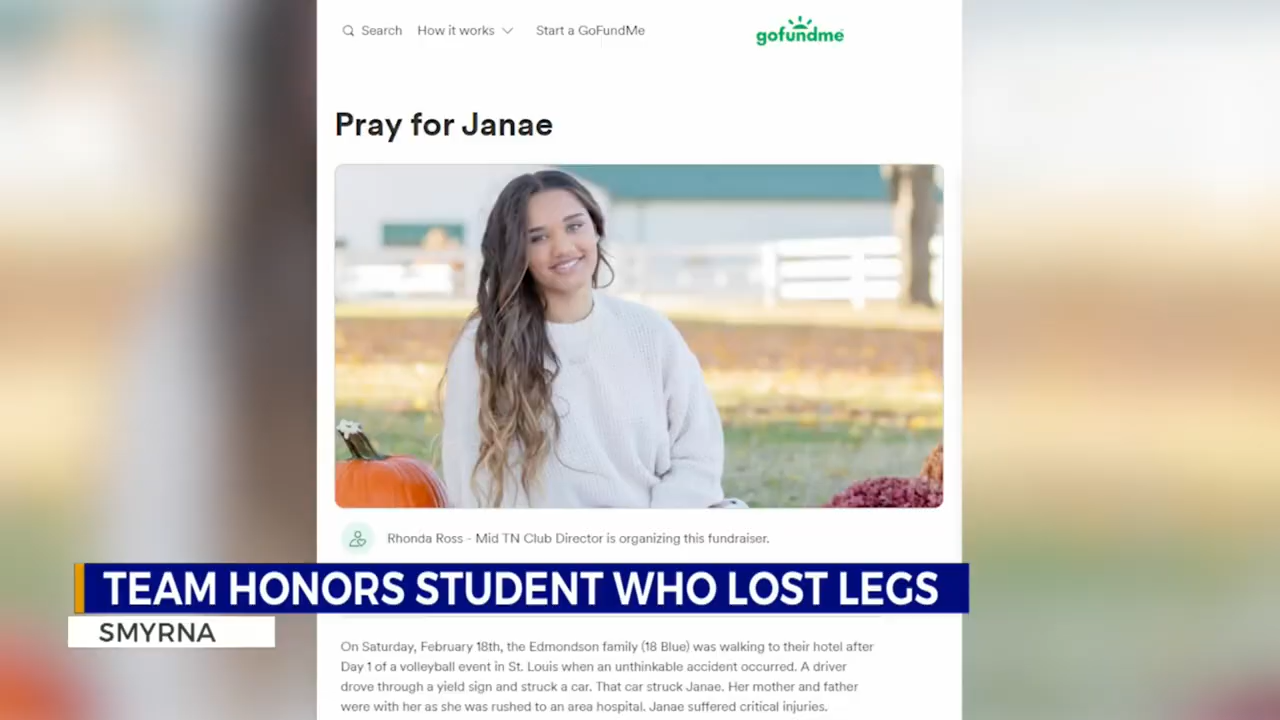 Search How it works Start a GoFundMe gofundme
Pray for Janae
Rhonda Ross - Mid TN Club Director is organizing this fundraiser.
TEAM HONORS STUDENT WHO LOST LEGS
SMYRNA
On Saturday, February 18th, the Edmondson family (18 Blue) was walking to their hotel after
Day 1 of a volleyball event in St. Louis when an unthinkable accident occurred. A driver
drove through a yield sign and struck a car. That car struck Janae. Her mother and father
were with her as she was rushed to an area hospital. Janae suffered critical injuries.